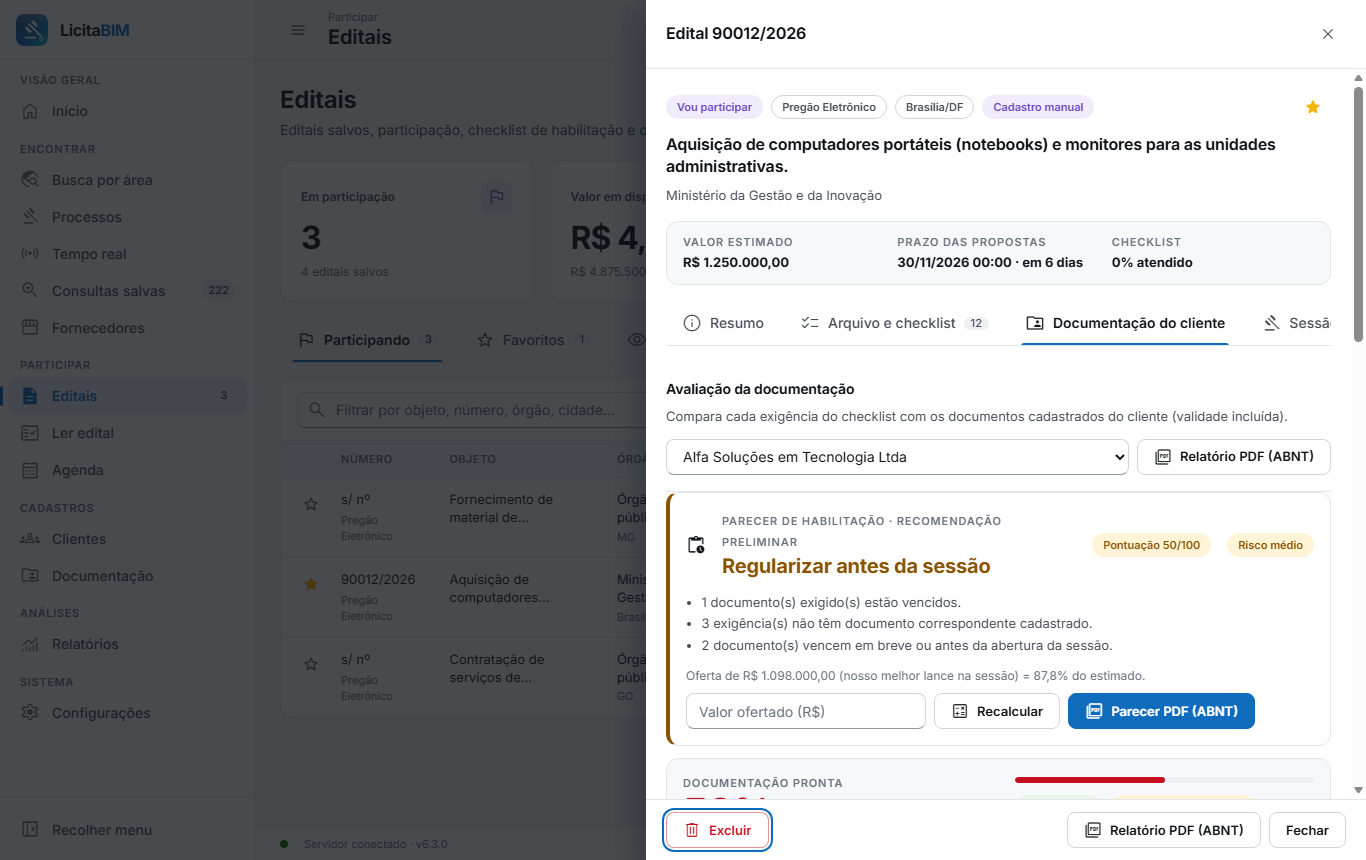 LicitaBIM
VISÃO GERAL
Início
ENCONTRAR
Busca por área
Processos
Tempo real
Consultas salvas
222
Fornecedores
PARTICIPAR
Editais
3
Ler edital
Agenda
CADASTROS
Clientes
Documentação
ANÁLISES
Relatórios
SISTEMA
Configurações
Recolher menu
Participar
Editais
Editais
Editais salvos, participação, checklist de habilitação e
Em participação
3
4 editais salvos
Valor em
R$ 4,
R$ 4.875.500
Participando 3
Favoritos 1
Filtrar por objeto, número, órgão, cidade...
NÚMERO
OBJETO
s/ nº
Pregão
Eletrônico
Fornecimento de
material de...
MG
90012/2026
Pregão
Eletrônico
Aquisição de
computadores...
s/ nº
Pregão
Eletrônico
Contratação de
serviços de...
GO
Servidor conectado · v6.3.0
Edital 90012/2026
Vou participar
Pregão Eletrônico
Brasília/DF
Cadastro manual
Aquisição de computadores portáteis (notebooks) e monitores para as unidades
administrativas.
Ministério da Gestão e da Inovação
VALOR ESTIMADO
R$ 1.250.000,00
PRAZO DAS PROPOSTAS
30/11/2026 00:00 · em 6 dias
CHECKLIST
0% atendido
Resumo
Arquivo e checklist 12
Documentação do cliente
Avaliação da documentação
Compara cada exigência do checklist com os documentos cadastrados do cliente (validade incluída).
Alfa Soluções em Tecnologia Ltda
Relatório PDF (ABNT)
PARECER DE HABILITAÇÃO · RECOMENDAÇÃO
PRELIMINAR
Regularizar antes da sessão
Pontuação 50/100
Risco médio
• 1 documento(s) exigido(s) estão vencidos.
• 3 exigência(s) não têm documento correspondente cadastrado.
• 2 documento(s) vencem em breve ou antes da abertura da sessão.
Oferta de R$ 1.098.000,00 (nosso melhor lance na sessão) = 87,8% do estimado.
Valor ofertado (R$)
Recalcular
Parecer PDF (ABNT)
DOCUMENTAÇÃO PRONTA
Excluir
Relatório PDF (ABNT)
Fechar